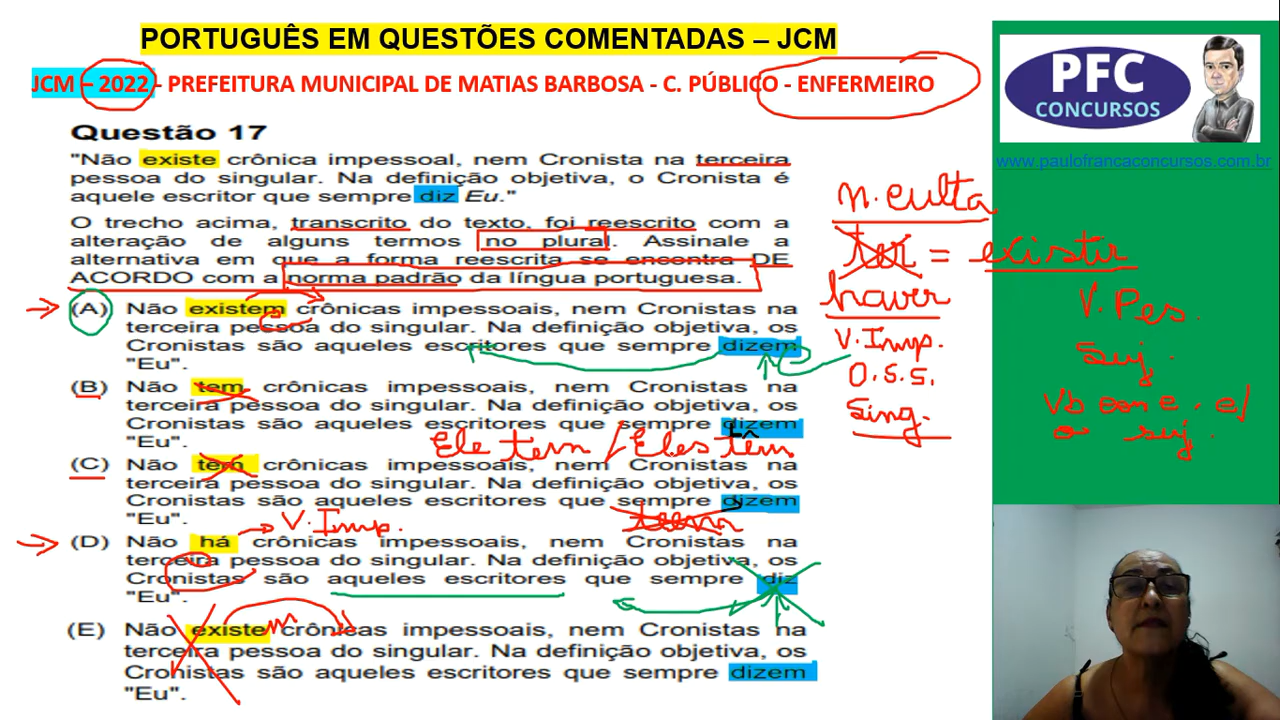 PORTUGUÊS EM QUESTÕES COMENTADAS – JCM
JCM – 2022 - PREFEITURA MUNICIPAL DE MATIAS BARBOSA - C. PÚBLICO - ENFERMEIRO
PFC
CONCURSOS
www.paulofrancaconcursos.com.br
Questão 17
"Não existe crônica impessoal, nem Cronista na terceira
pessoa do singular. Na definição objetiva, o Cronista é
aquele escritor que sempre diz Eu."
O trecho acima, transcrito do texto, foi reescrito com a
alteração de alguns termos no plural. Assinale a
alternativa em que a forma reescrita se encontra DE
ACORDO com a norma padrão da língua portuguesa.
(A) Não existem crônicas impessoais, nem Cronistas na
terceira pessoa do singular. Na definição objetiva, os
Cronistas são aqueles escritores que sempre dizem
"Eu".
(B) Não tem crônicas impessoais, nem Cronistas na
terceira pessoa do singular. Na definição objetiva, os
Cronistas são aqueles escritores que sempre dizem
"Eu".
Ele tem / Eles têm
(C) Não têm crônicas impessoais, nem Cronistas na
terceira pessoa do singular. Na definição objetiva, os
Cronistas são aqueles escritores que sempre dizem
"Eu".
V. Imp.
(D) Não há crônicas impessoais, nem Cronistas na
terceira pessoa do singular. Na definição objetiva, os
Cronistas são aqueles escritores que sempre diz
"Eu".
(E) Não existe m crônicas impessoais, nem Cronistas na
terceira pessoa do singular. Na definição objetiva, os
Cronistas são aqueles escritores que sempre dizem
"Eu".
N. culta
ter = existir
haver
V. Imp.
O.S.S.
Sing.
V. Pes.
Suj.
Vb conc. c/
o suj.